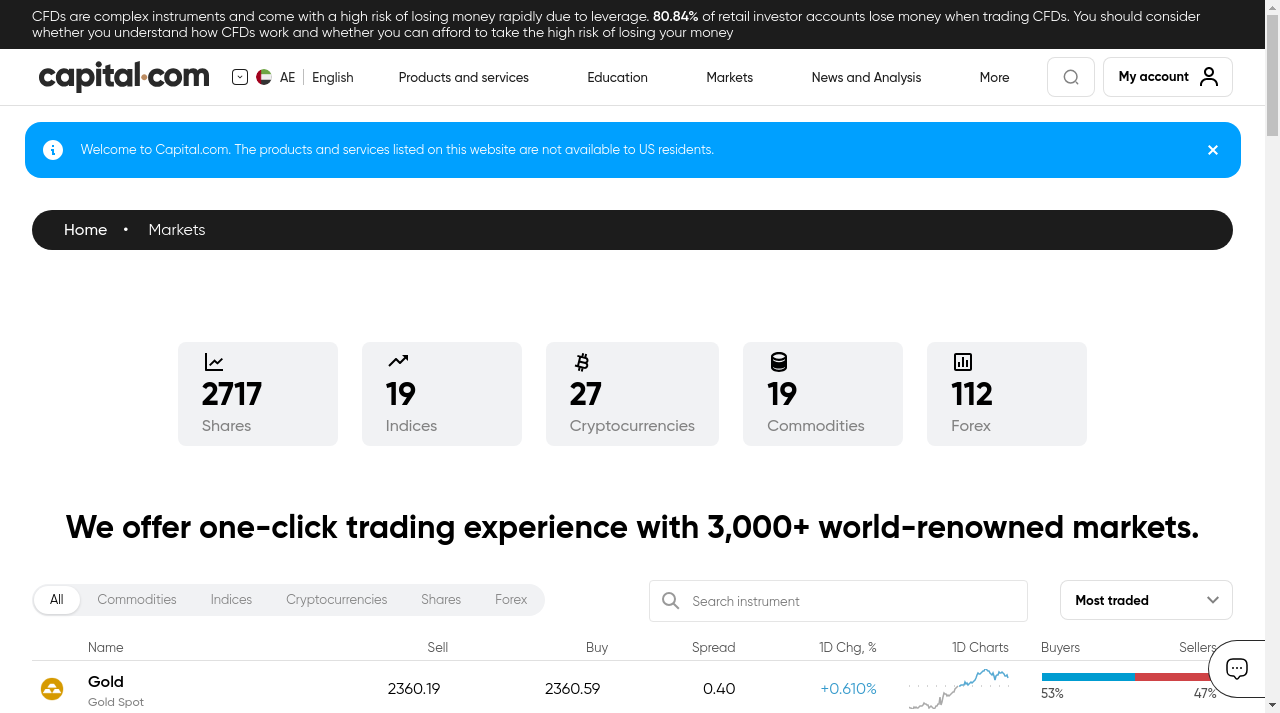 CFDs are complex instruments and come with a high risk of losing money rapidly due to leverage. 80.84% of retail investor accounts lose money when trading CFDs. You should consider
whether you understand how CFDs work and whether you can afford to take the high risk of losing your money
capital.com AE English Products and services Education Markets News and Analysis More My account
Welcome to Capital.com. The products and services listed on this website are not available to US residents.
Home • Markets
2717 19 27 19 112
Shares Indices Cryptocurrencies Commodities Forex
We offer one-click trading experience with 3,000+ world-renowned markets.
All Commodities Indices Cryptocurrencies Shares Forex Search instrument Most traded
Name Sell Buy Spread 1D Chg, % 1D Charts Buyers Sellers
Gold 2360.19 2360.59 0.40 +0.610%
Gold Spot 53% 47%